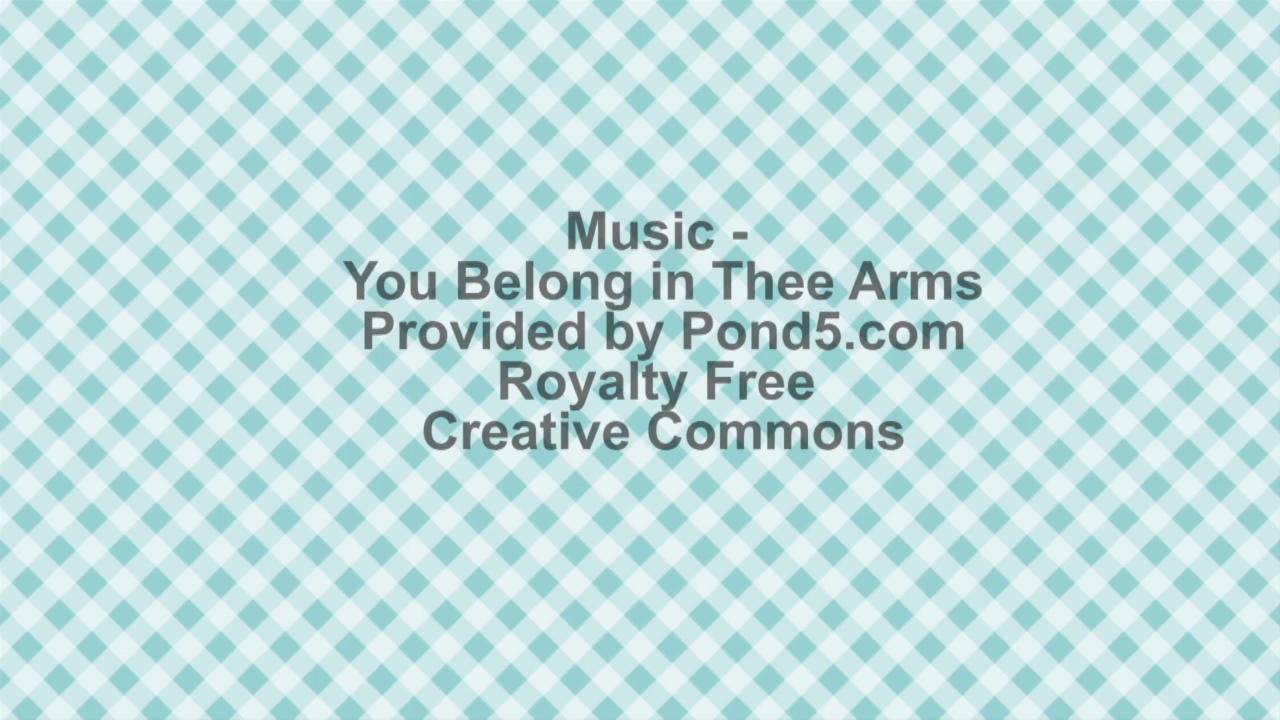 Music -
You Belong in Thee Arms
Provided by Pond5.com
Royalty Free
Creative Commons